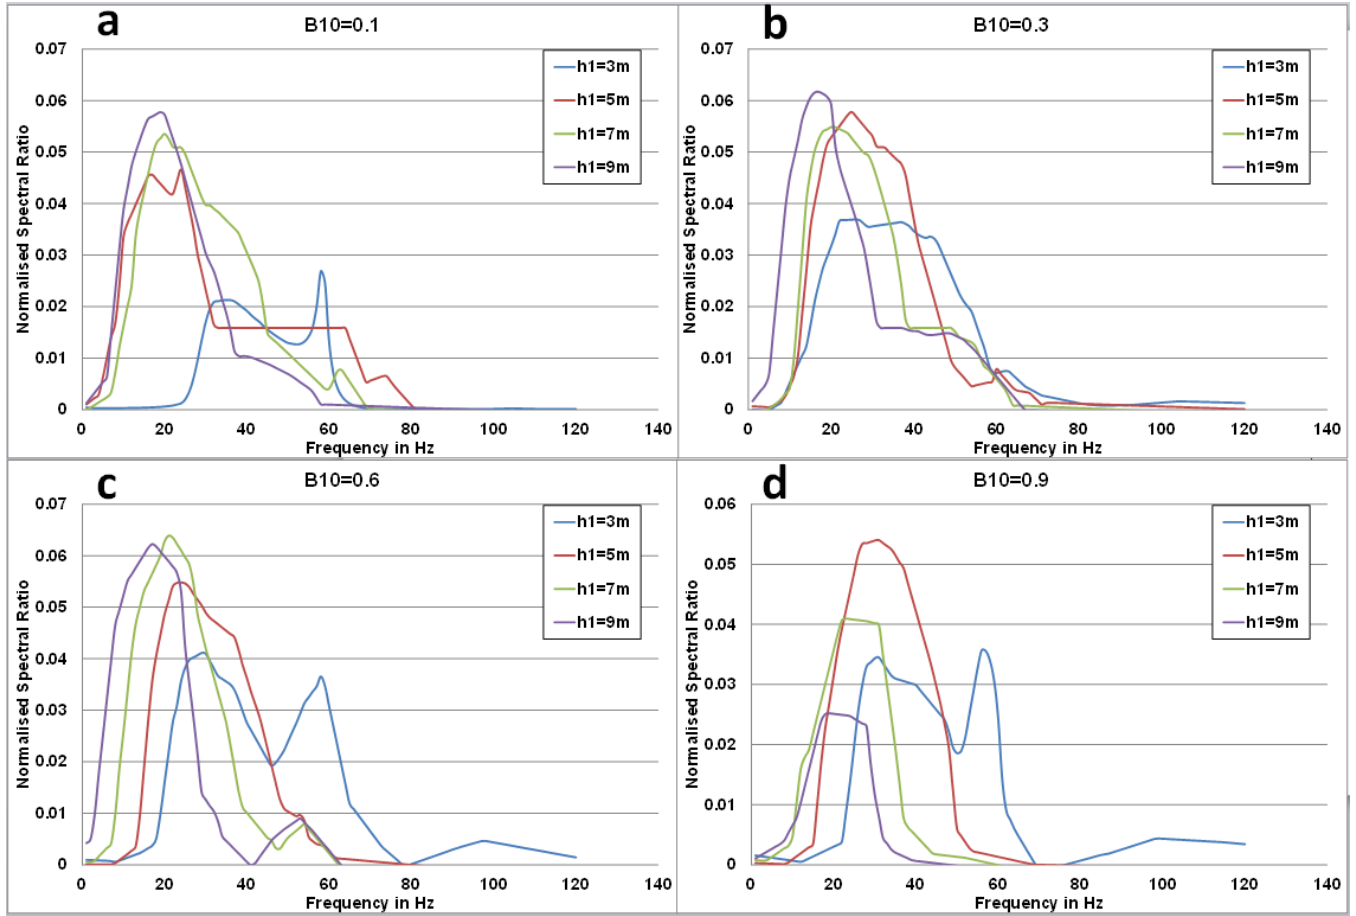 a
B10=0.1
Normalised Spectral Ratio
0.07
0.06
0.05
0.04
0.03
0.02
0.01
0
h1=3m
h1=5m
h1=7m
h1=9m
0 20 40 60 80 100 120 140
Frequency in Hz
b
B10=0.3
Normalised Spectral Ratio
0.07
0.06
0.05
0.04
0.03
0.02
0.01
0
h1=3m
h1=5m
h1=7m
h1=9m
0 20 40 60 80 100 120 140
Frequency in Hz
c
B10=0.6
Normalised Spectral Ratio
0.07
0.06
0.05
0.04
0.03
0.02
0.01
0
h1=3m
h1=5m
h1=7m
h1=9m
0 20 40 60 80 100 120 140
Frequency in Hz
d
B10=0.9
Normalised Spectral Ratio
0.06
0.05
0.04
0.03
0.02
0.01
0
h1=3m
h1=5m
h1=7m
h1=9m
0 20 40 60 80 100 120 140
Frequency in Hz